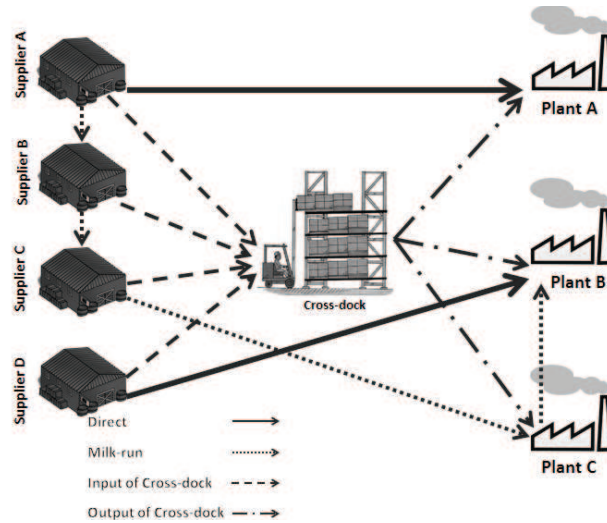 Supplier A
Plant A
Supplier B
Supplier C
Cross-dock
Plant B
Supplier D
Direct
Milk-run
Input of Cross-dock
Output of Cross-dock
Plant C